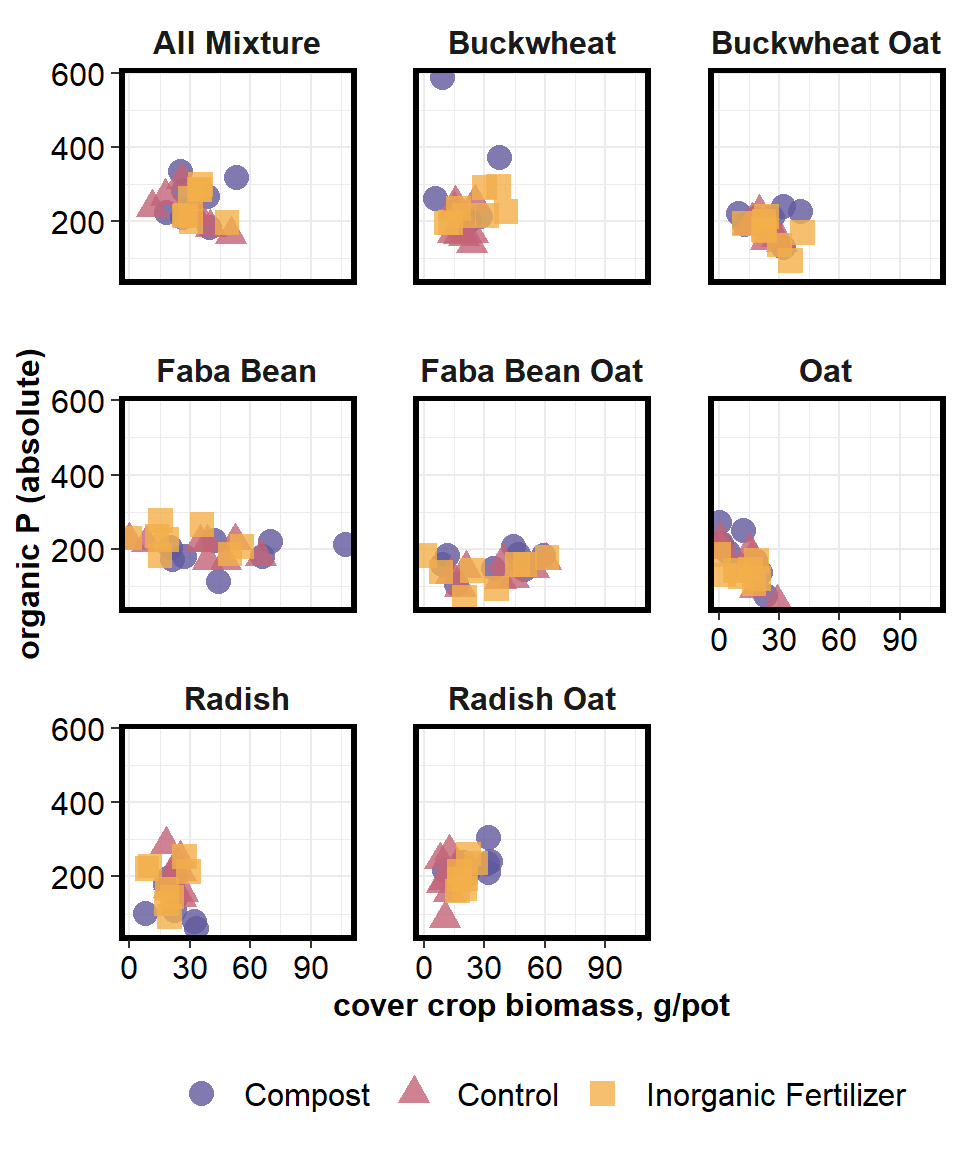 All Mixture
Buckwheat
Buckwheat Oat
600
400
200
Faba Bean
Faba Bean Oat
Oat
600
400
200
0 30 60 90
Radish
Radish Oat
600
400
200
0 30 60 90
0 30 60 90
organic P (absolute)
cover crop biomass, g/pot
Compost
Control
Inorganic Fertilizer